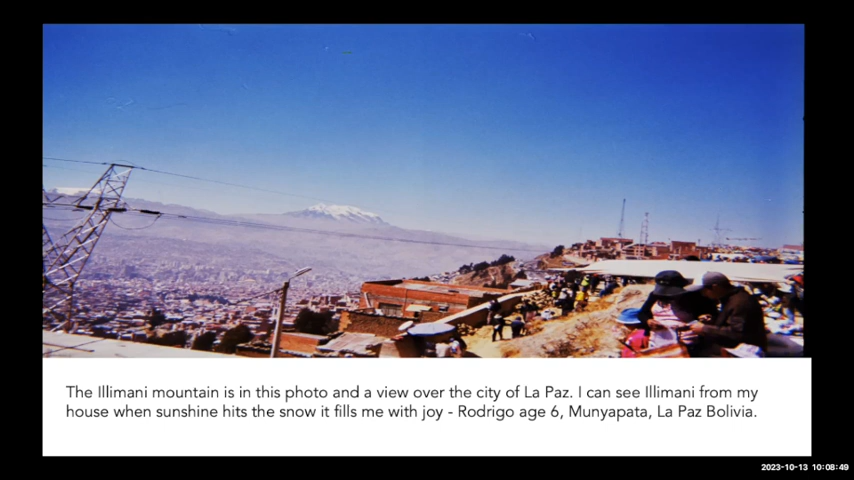 The Illimani mountain is in this photo and a view over the city of La Paz. I can see Illimani from my
house when sunshine hits the snow it fills me with joy - Rodrigo age 6, Munyapata, La Paz Bolivia.
2023-10-13 10:08:49